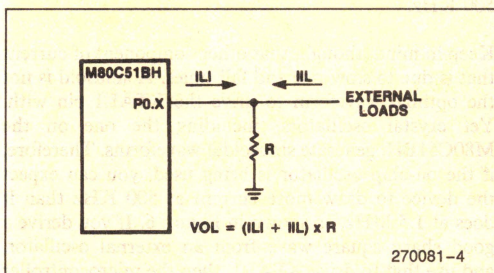 M80C51BH
ILI
IIL
P0.X
EXTERNAL
LOADS
R
VOL = (ILI + IIL) x R
270081–4